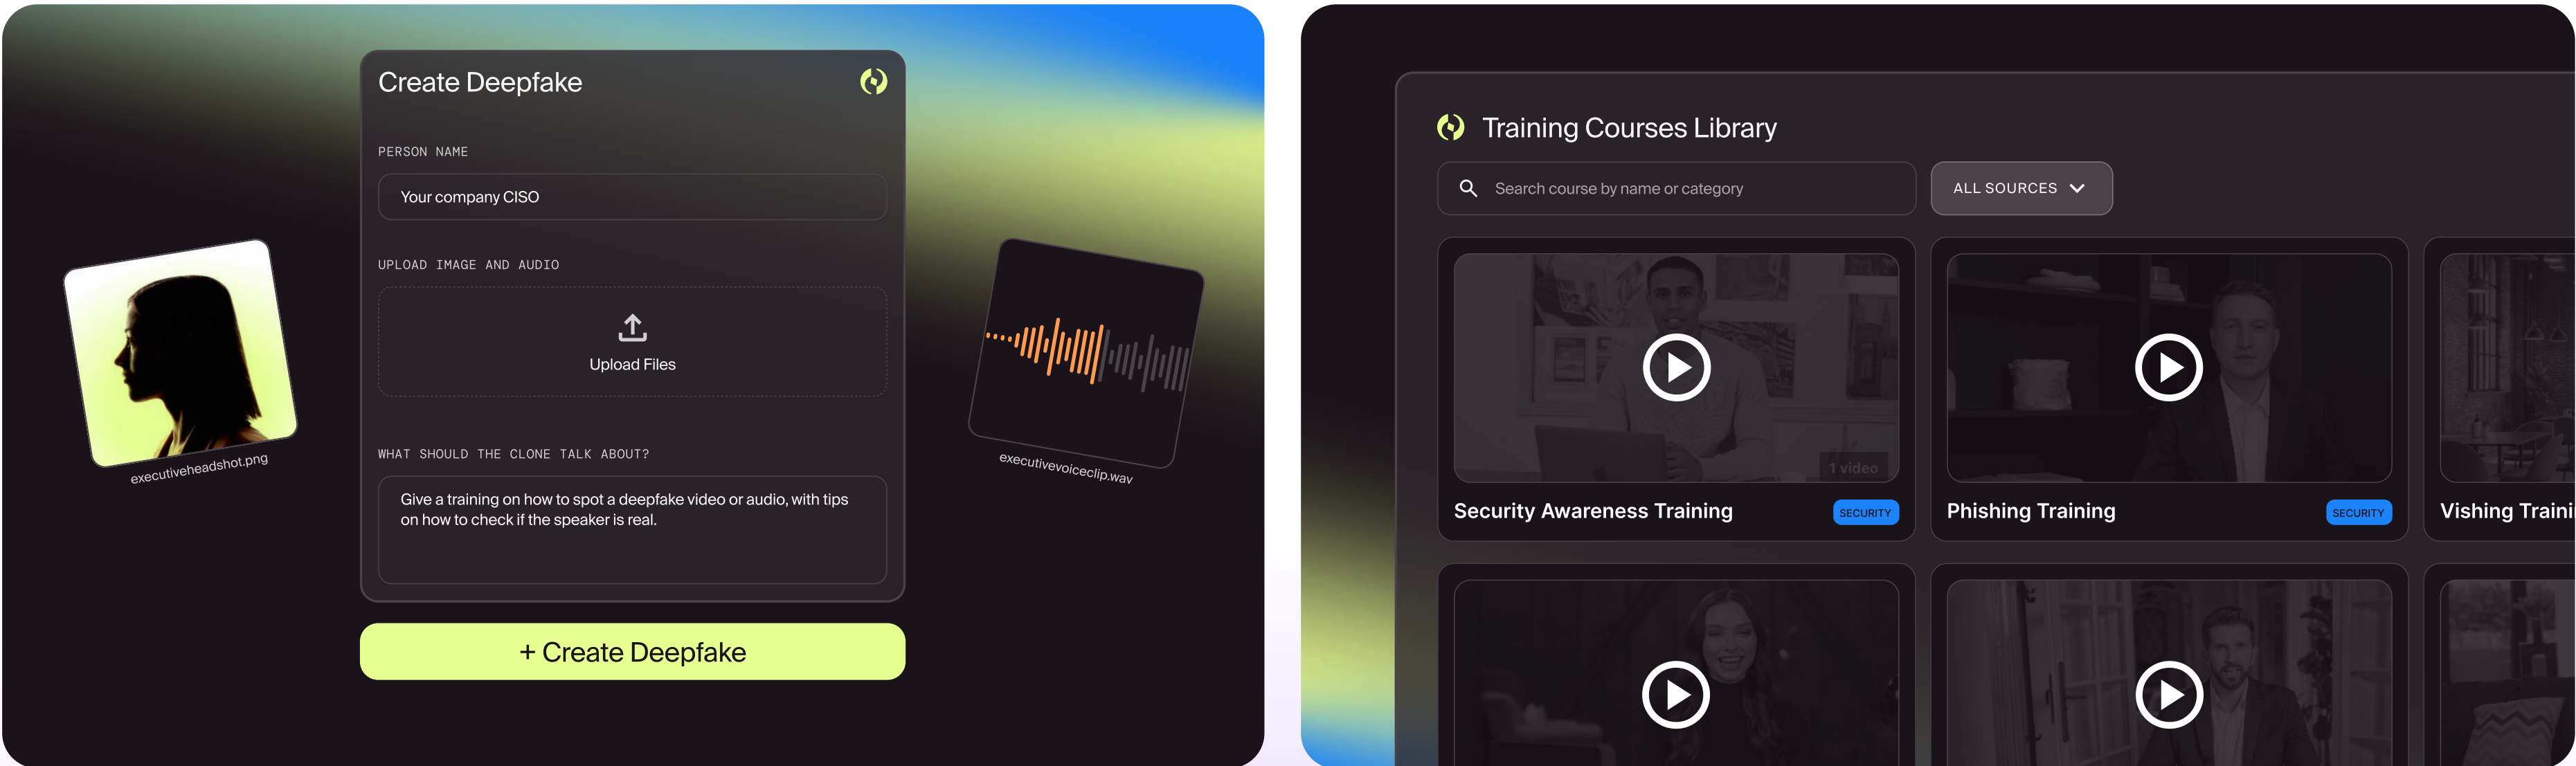 Create Deepfake
PERSON NAME
Your company CISO
UPLOAD IMAGE AND AUDIO
Upload Files
WHAT SHOULD THE CLONE TALK ABOUT?
Give a training on how to spot a deepfake video or audio, with tips
on how to check if the speaker is real.
+ Create Deepfake
executiveheadshot.png
executivevoiceclip.wav
Training Courses Library
Search course by name or category
ALL SOURCES
1 video
Security Awareness Training
SECURITY
Phishing Training
SECURITY
Vishing Traini